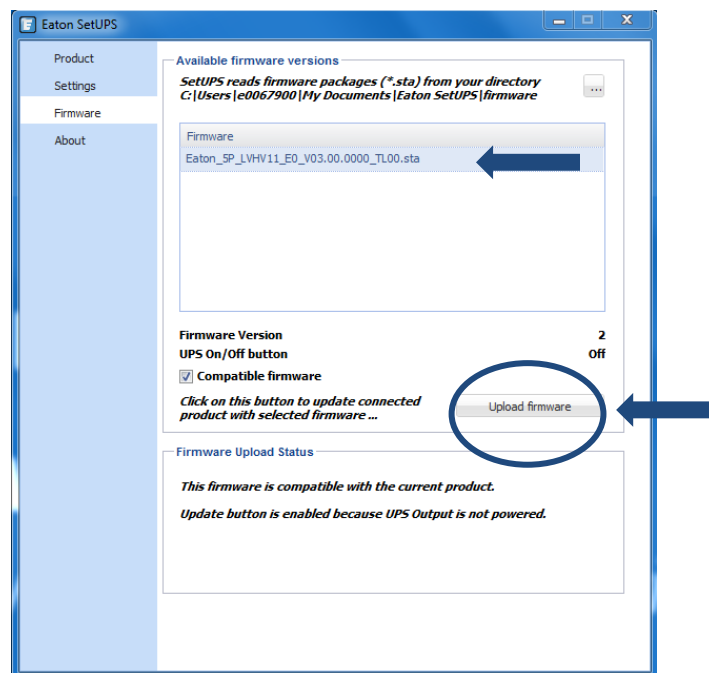 Eaton SetUPS
Product
Settings
Firmware
About
Available firmware versions
SetUPS reads firmware packages (*.sta) from your directory
C:|Users|e0067900|My Documents|Eaton SetUPS|firmware
...
Firmware
Eaton_5P_LVHV11_E0_V03.00.0000_TL00.sta
Firmware Version 2
UPS On/Off button Off
Compatible firmware
Click on this button to update connected
product with selected firmware ...
Upload firmware
Firmware Upload Status
This firmware is compatible with the current product.
Update button is enabled because UPS Output is not powered.